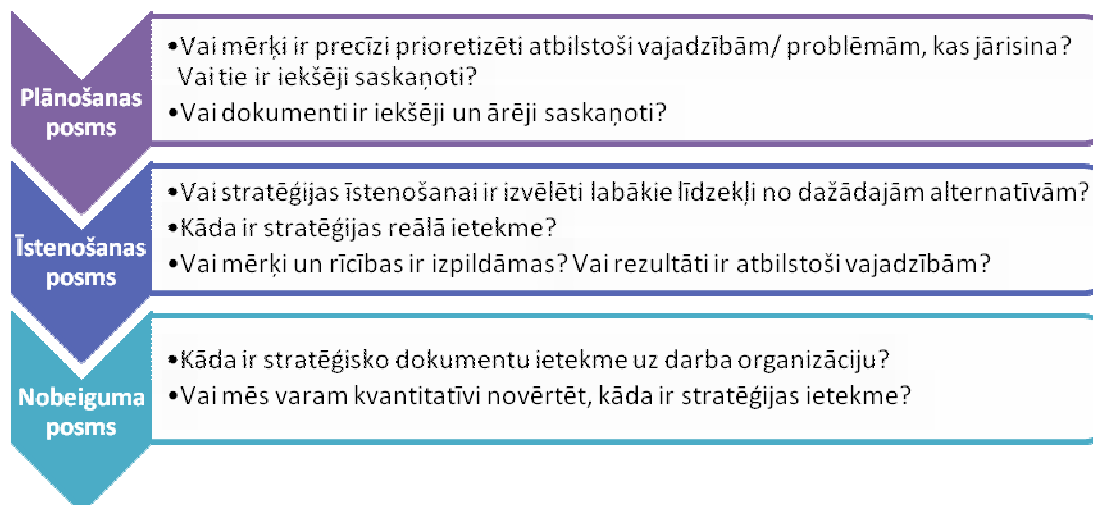 Plānošanas
posms
•Vai mērķi ir precīzi prioretizēti atbilstoši vajadzībām/ problēmām, kas jārisina?
Vai tie ir iekšēji saskaņoti?
•Vai dokumenti ir iekšēji un ārēji saskaņoti?
Īstenošanas
posms
•Vai stratēģijas īstenošanai ir izvēlēti labākie līdzekļi no dažādajām alternatīvām?
•Kāda ir stratēģijas reālā ietekme?
•Vai mērķi un rīcības ir izpildāmas? Vai rezultāti ir atbilstoši vajadzībām?
Nobeiguma
posms
•Kāda ir stratēģisko dokumentu ietekme uz darba organizāciju?
•Vai mēs varam kvantitatīvi novērtēt, kāda ir stratēģijas ietekme?